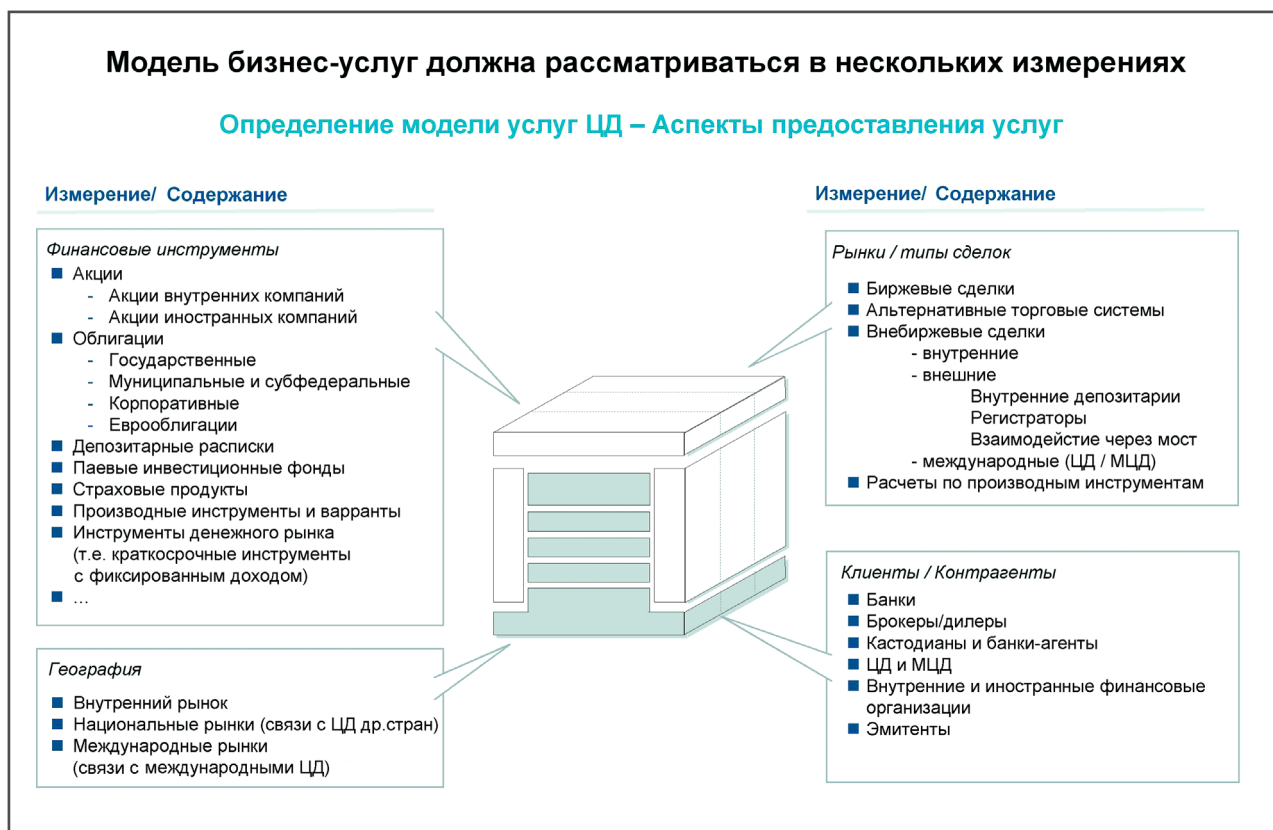 Модель бизнес-услуг должна рассматриваться в нескольких измерениях
Определение модели услуг ЦД – Аспекты предоставления услуг
Измерение/ Содержание
Финансовые инструменты
■ Акции
- Акции внутренних компаний
- Акции иностранных компаний
■ Облигации
- Государственные
- Муниципальные и субфедеральные
- Корпоративные
- Еврооблигации
■ Депозитарные расписки
■ Паевые инвестиционные фонды
■ Страховые продукты
■ Производные инструменты и варранты
■ Инструменты денежного рынка
(т.е. краткосрочные инструменты
с фиксированным доходом)
■ ...
География
■ Внутренний рынок
■ Национальные рынки (связи с ЦД др.стран)
■ Международные рынки
(связи с международными ЦД)
Измерение/ Содержание
Рынки / типы сделок
■ Биржевые сделки
■ Альтернативные торговые системы
■ Внебиржевые сделки
- внутренние
- внешние
Внутренние депозитарии
Регистраторы
Взаимодейстие через мост
- международные (ЦД / МЦД)
■ Расчеты по производным инструментам
Клиенты / Контрагенты
■ Банки
■ Брокеры/дилеры
■ Кастодианы и банки-агенты
■ ЦД и МЦД
■ Внутренние и иностранные финансовые
организации
■ Эмитенты